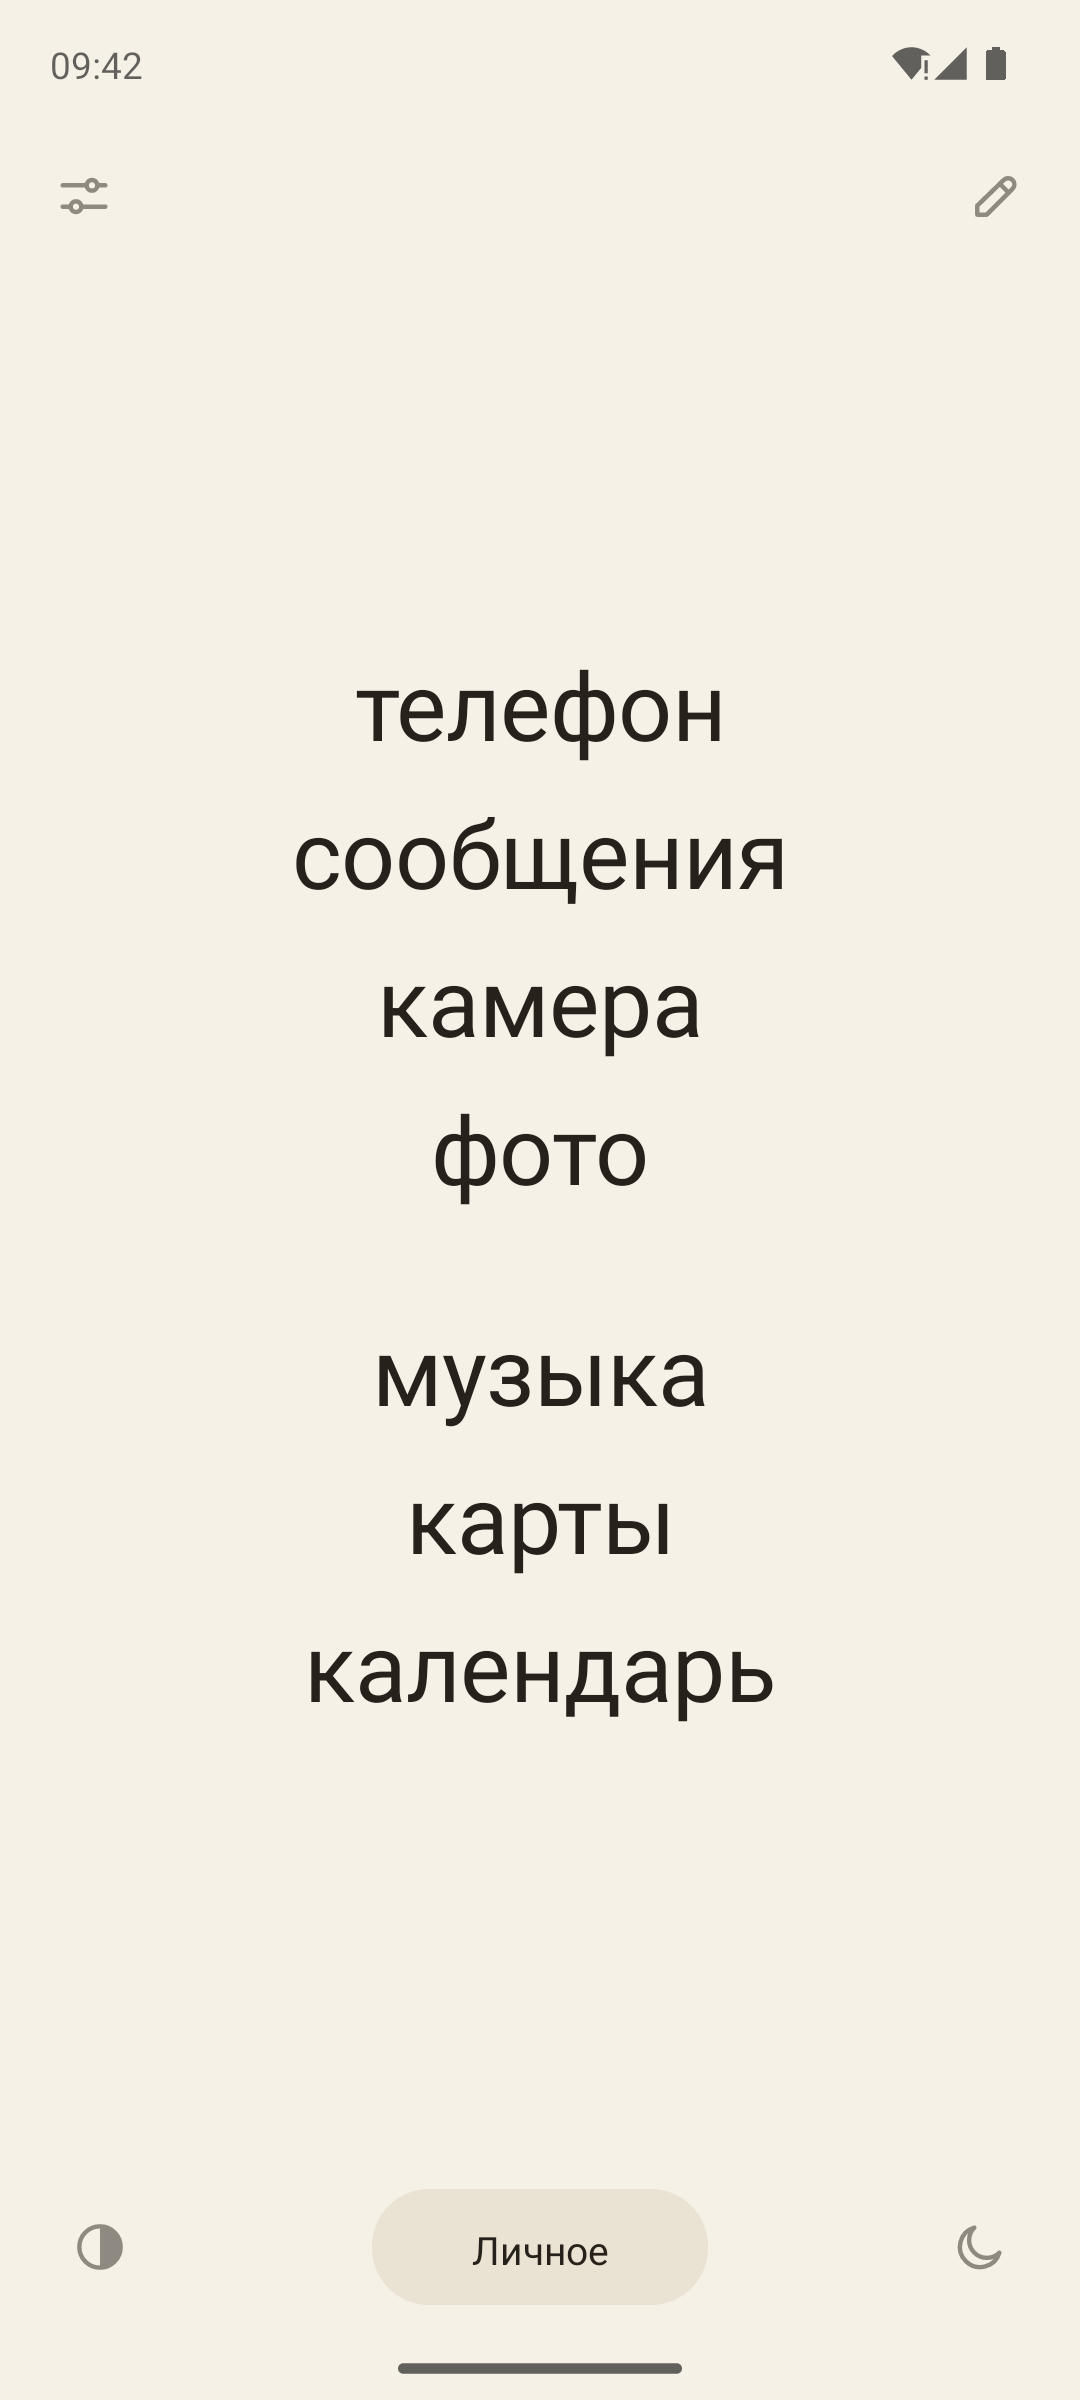 09:42
телефон
сообщения
камера
фото
музыка
карты
календарь
Личное